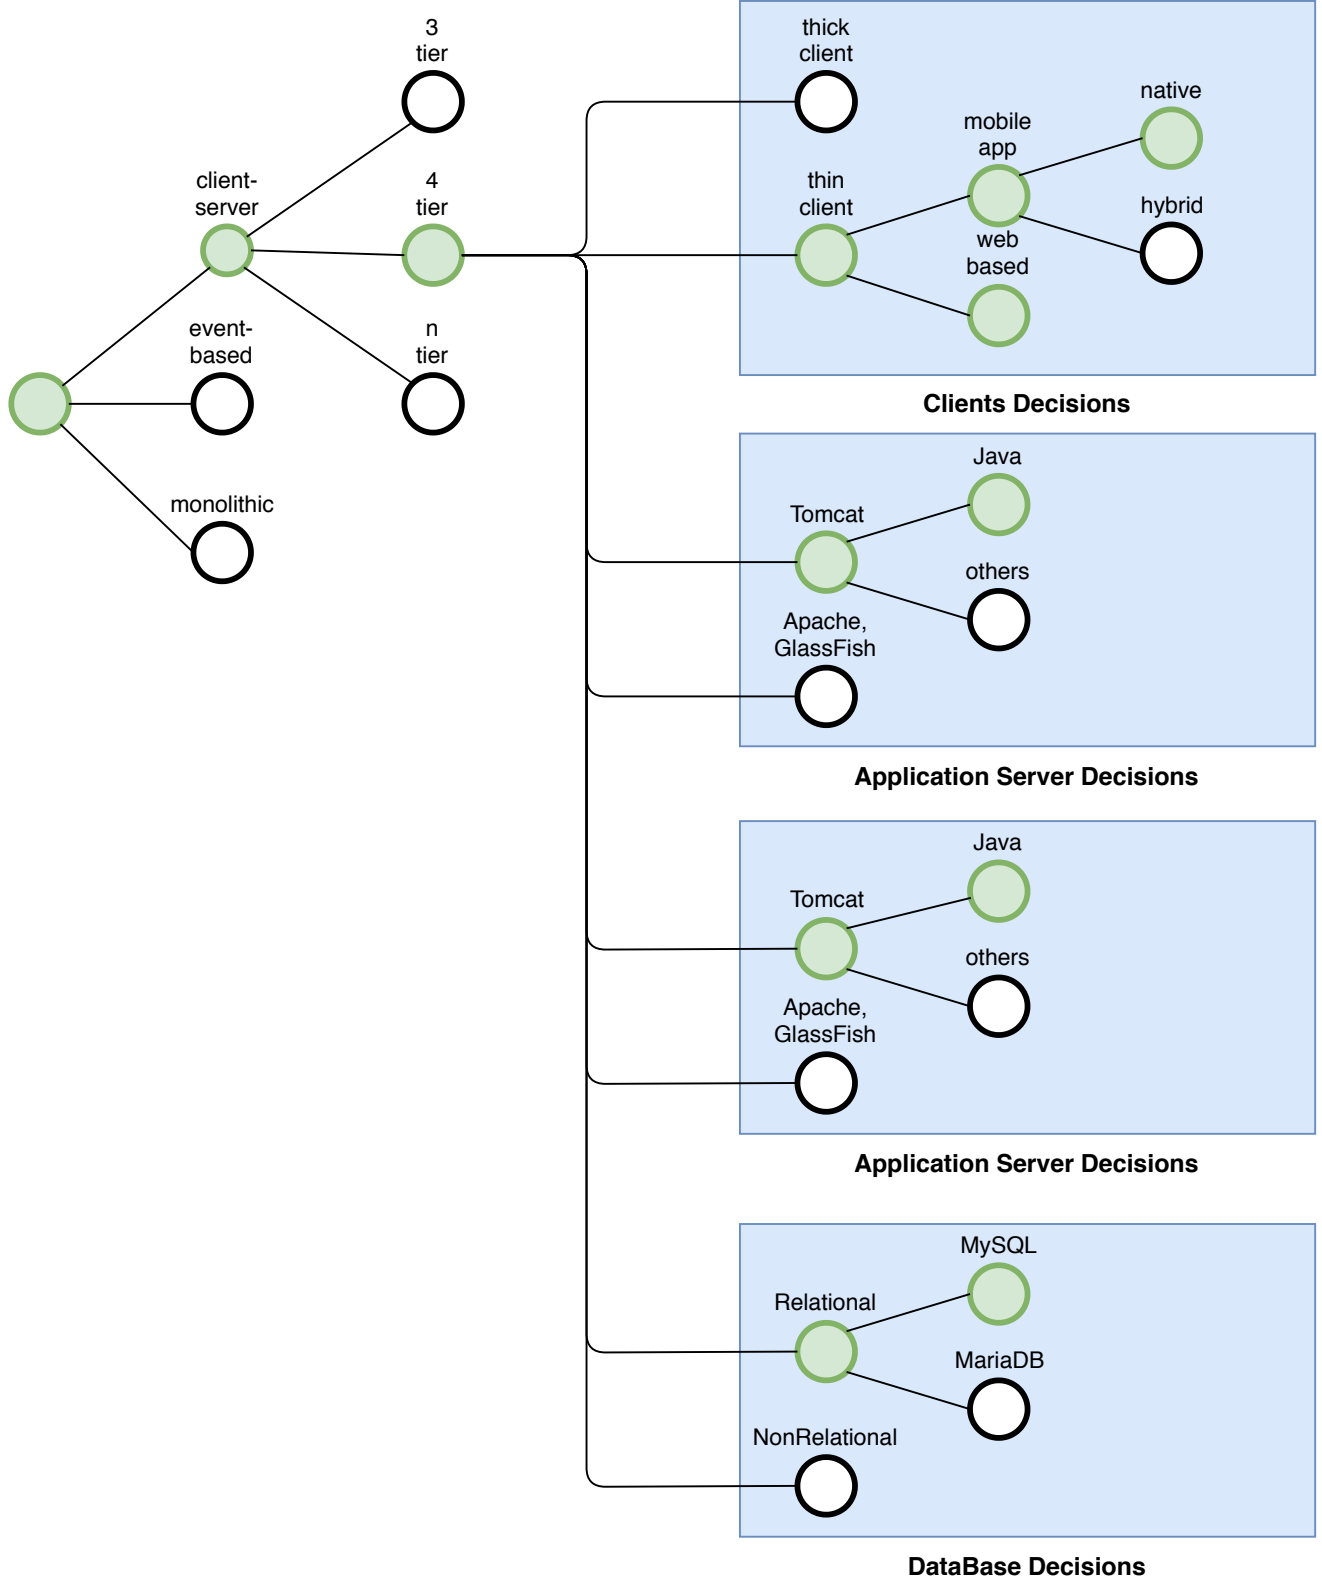 3
tier
client-
server
4
tier
event-
based
n
tier
monolithic
thick
client
native
mobile
app
thin
client
hybrid
web
based
Clients Decisions
Java
Tomcat
others
Apache,
GlassFish
Application Server Decisions
Java
Tomcat
others
Apache,
GlassFish
Application Server Decisions
MySQL
Relational
MariaDB
NonRelational
DataBase Decisions